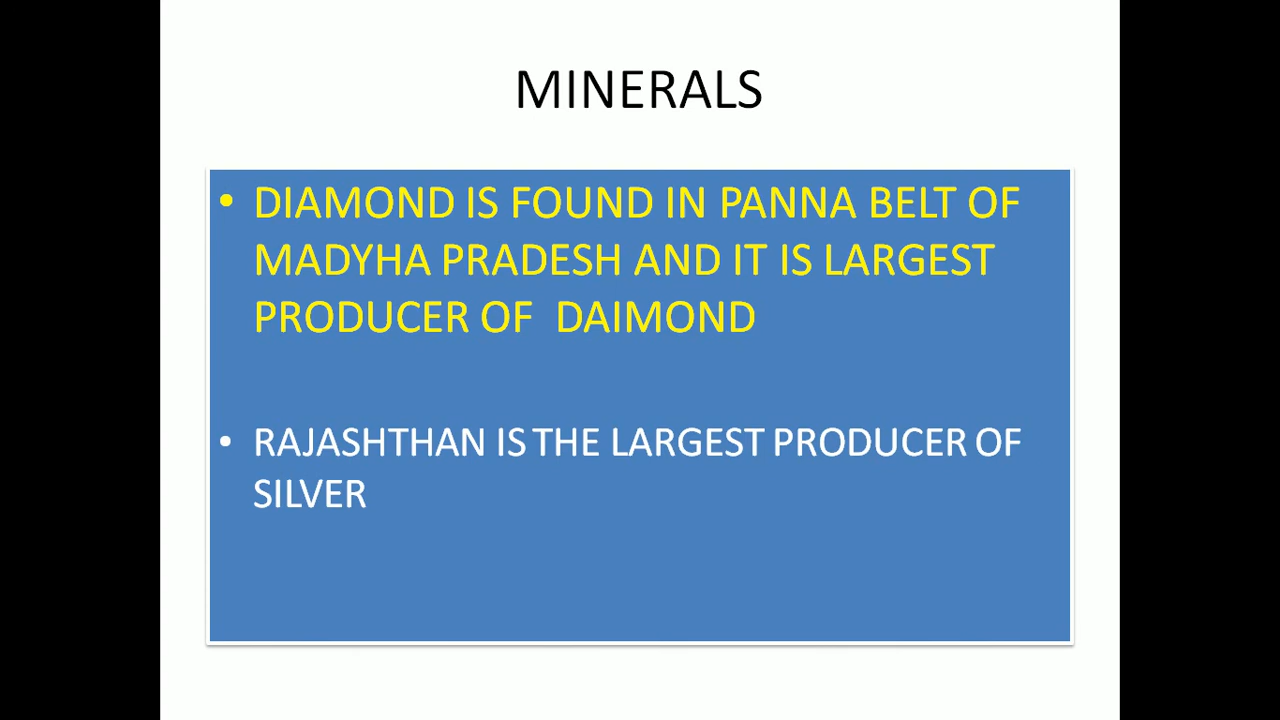 MINERALS
• DIAMOND IS FOUND IN PANNA BELT OF
MADYHA PRADESH AND IT IS LARGEST
PRODUCER OF DAIMOND
• RAJASHTHAN IS THE LARGEST PRODUCER OF
SILVER